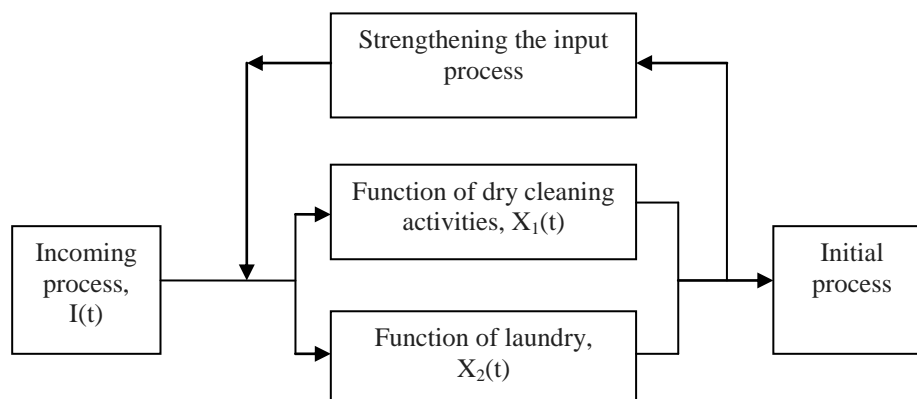 Strengthening the input
process
Function of dry cleaning
activities, X₁(t)
Incoming
process,
I(t)
Initial
process
Function of laundry,
X₂(t)